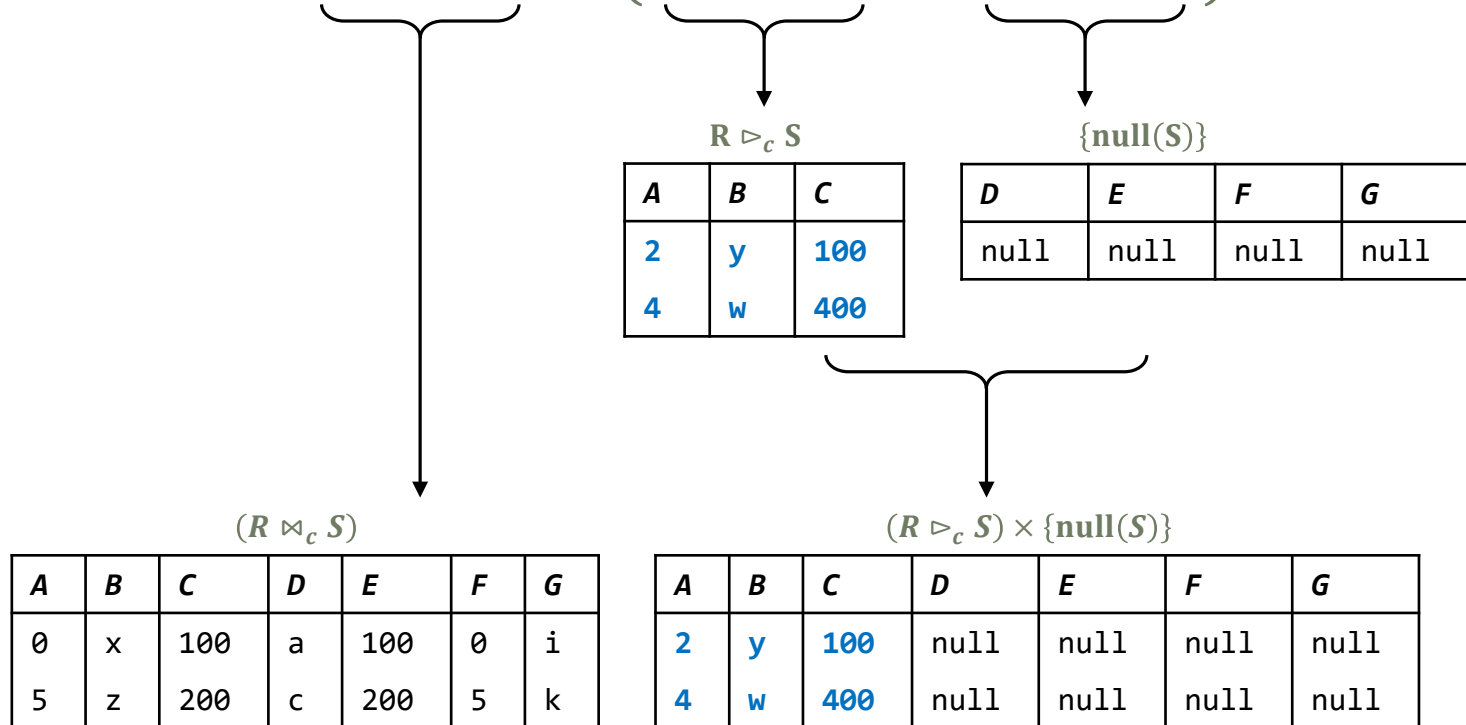 R ⊳c S
{null(S)}
A B C
2 y 100
4 w 400
D E F G
null null null null
(R ⋈c S)
(R ⊳c S) × {null(S)}
A B C D E F G
0 x 100 a 100 0 i
5 z 200 c 200 5 k
A B C D E F G
2 y 100 null null null null
4 w 400 null null null null